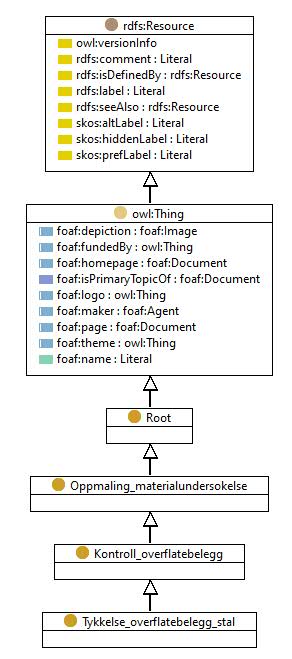 rdfs:Resource
owl:versionInfo
rdfs:comment : Literal
rdfs:isDefinedBy : rdfs:Resource
rdfs:label : Literal
rdfs:seeAlso : rdfs:Resource
skos:altLabel : Literal
skos:hiddenLabel : Literal
skos:prefLabel : Literal
owl:Thing
foaf:depiction : foaf:Image
foaf:fundedBy : owl:Thing
foaf:homepage : foaf:Document
foaf:isPrimaryTopicOf : foaf:Document
foaf:logo : owl:Thing
foaf:maker : foaf:Agent
foaf:page : foaf:Document
foaf:theme : owl:Thing
foaf:name : Literal
Root
Oppmaling_materialundersokelse
Kontroll_overflatebelegg
Tykkelse_overflatebelegg_stal